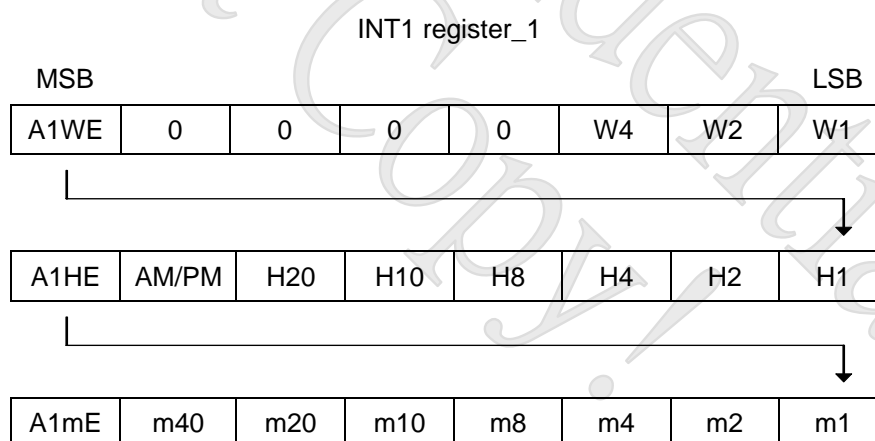 INT1 register_1
MSB LSB
A1WE 0 0 0 0 W4 W2 W1
A1HE AM/PM H20 H10 H8 H4 H2 H1
A1mE m40 m20 m10 m8 m4 m2 m1
Copy!